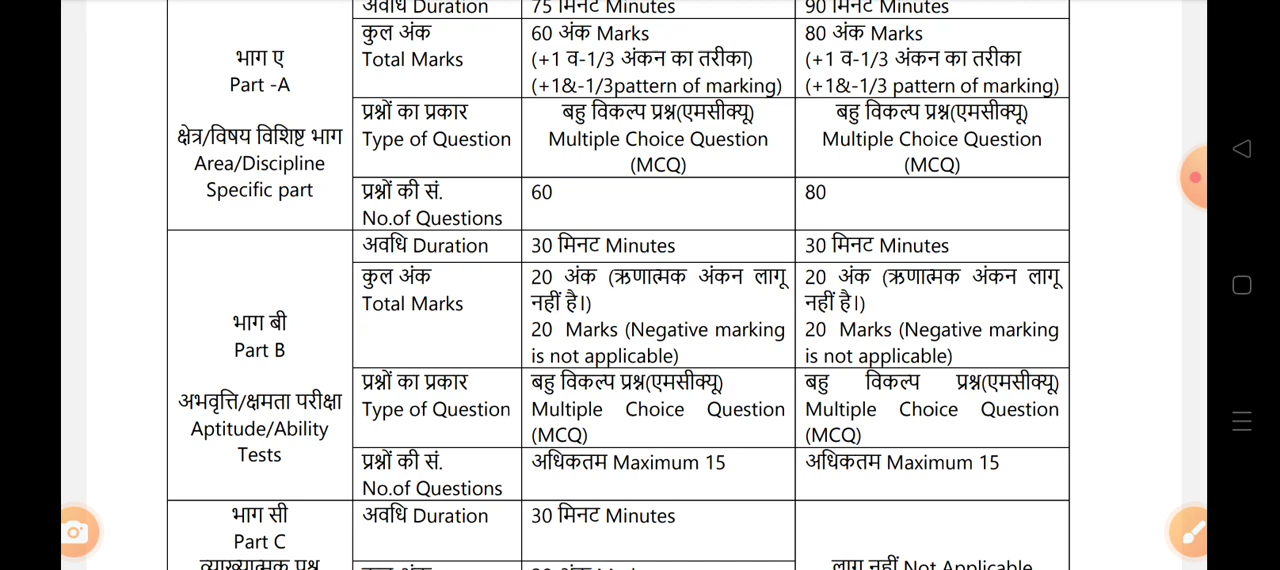 अवधि Duration
75 मिनट Minutes
90 मिनट Minutes
भाग ए
Part -A
क्षेत्र/विषय विशिष्ट भाग
Area/Discipline
Specific part
कुल अंक
Total Marks
60 अंक Marks
(+1 व-1/3 अंकन का तरीका)
(+1&-1/3pattern of marking)
80 अंक Marks
(+1 व-1/3 अंकन का तरीका
(+1&-1/3 pattern of marking)
प्रश्नों का प्रकार
Type of Question
बहु विकल्प प्रश्न(एमसीक्यू)
Multiple Choice Question
(MCQ)
बहु विकल्प प्रश्न(एमसीक्यू)
Multiple Choice Question
(MCQ)
प्रश्नों की सं.
No.of Questions
60
80
भाग बी
Part B
अभवृत्ति/क्षमता परीक्षा
Aptitude/Ability
Tests
अवधि Duration
30 मिनट Minutes
30 मिनट Minutes
कुल अंक
Total Marks
20 अंक (ऋणात्मक अंकन लागू
नहीं है।)
20 Marks (Negative marking
is not applicable)
20 अंक (ऋणात्मक अंकन लागू
नहीं है।)
20 Marks (Negative marking
is not applicable)
प्रश्नों का प्रकार
Type of Question
बहु विकल्प प्रश्न(एमसीक्यू)
Multiple Choice Question
(MCQ)
बहु विकल्प प्रश्न(एमसीक्यू)
Multiple Choice Question
(MCQ)
प्रश्नों की सं.
No.of Questions
अधिकतम Maximum 15
अधिकतम Maximum 15
भाग सी
Part C
व्याख्यात्मक प्रश्न
अवधि Duration
30 मिनट Minutes
कुल अंक
अंक Marks
लागू नहीं Not Applicable